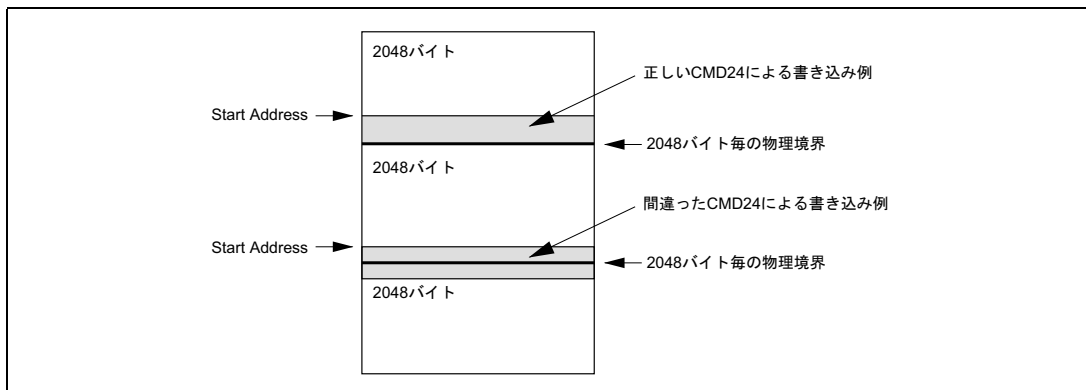 2048バイト
正しいCMD24による書き込み例
Start Address
2048バイト毎の物理境界
2048バイト
間違ったCMD24による書き込み例
Start Address
2048バイト毎の物理境界
2048バイト